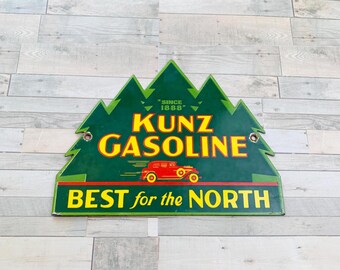 "SINCE
1888"
KUNZ
GASOLINE
BEST for the NORTH